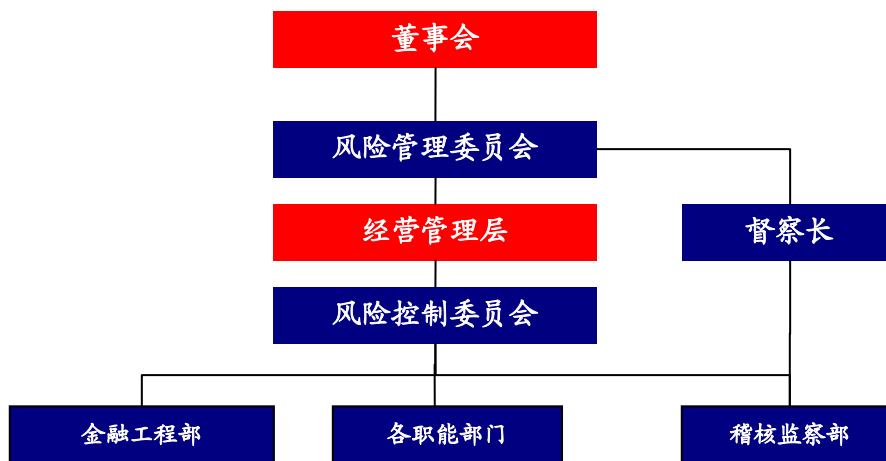 董事会
风险管理委员会
经营管理层
督察长
风险控制委员会
金融工程部
各职能部门
稽核监察部